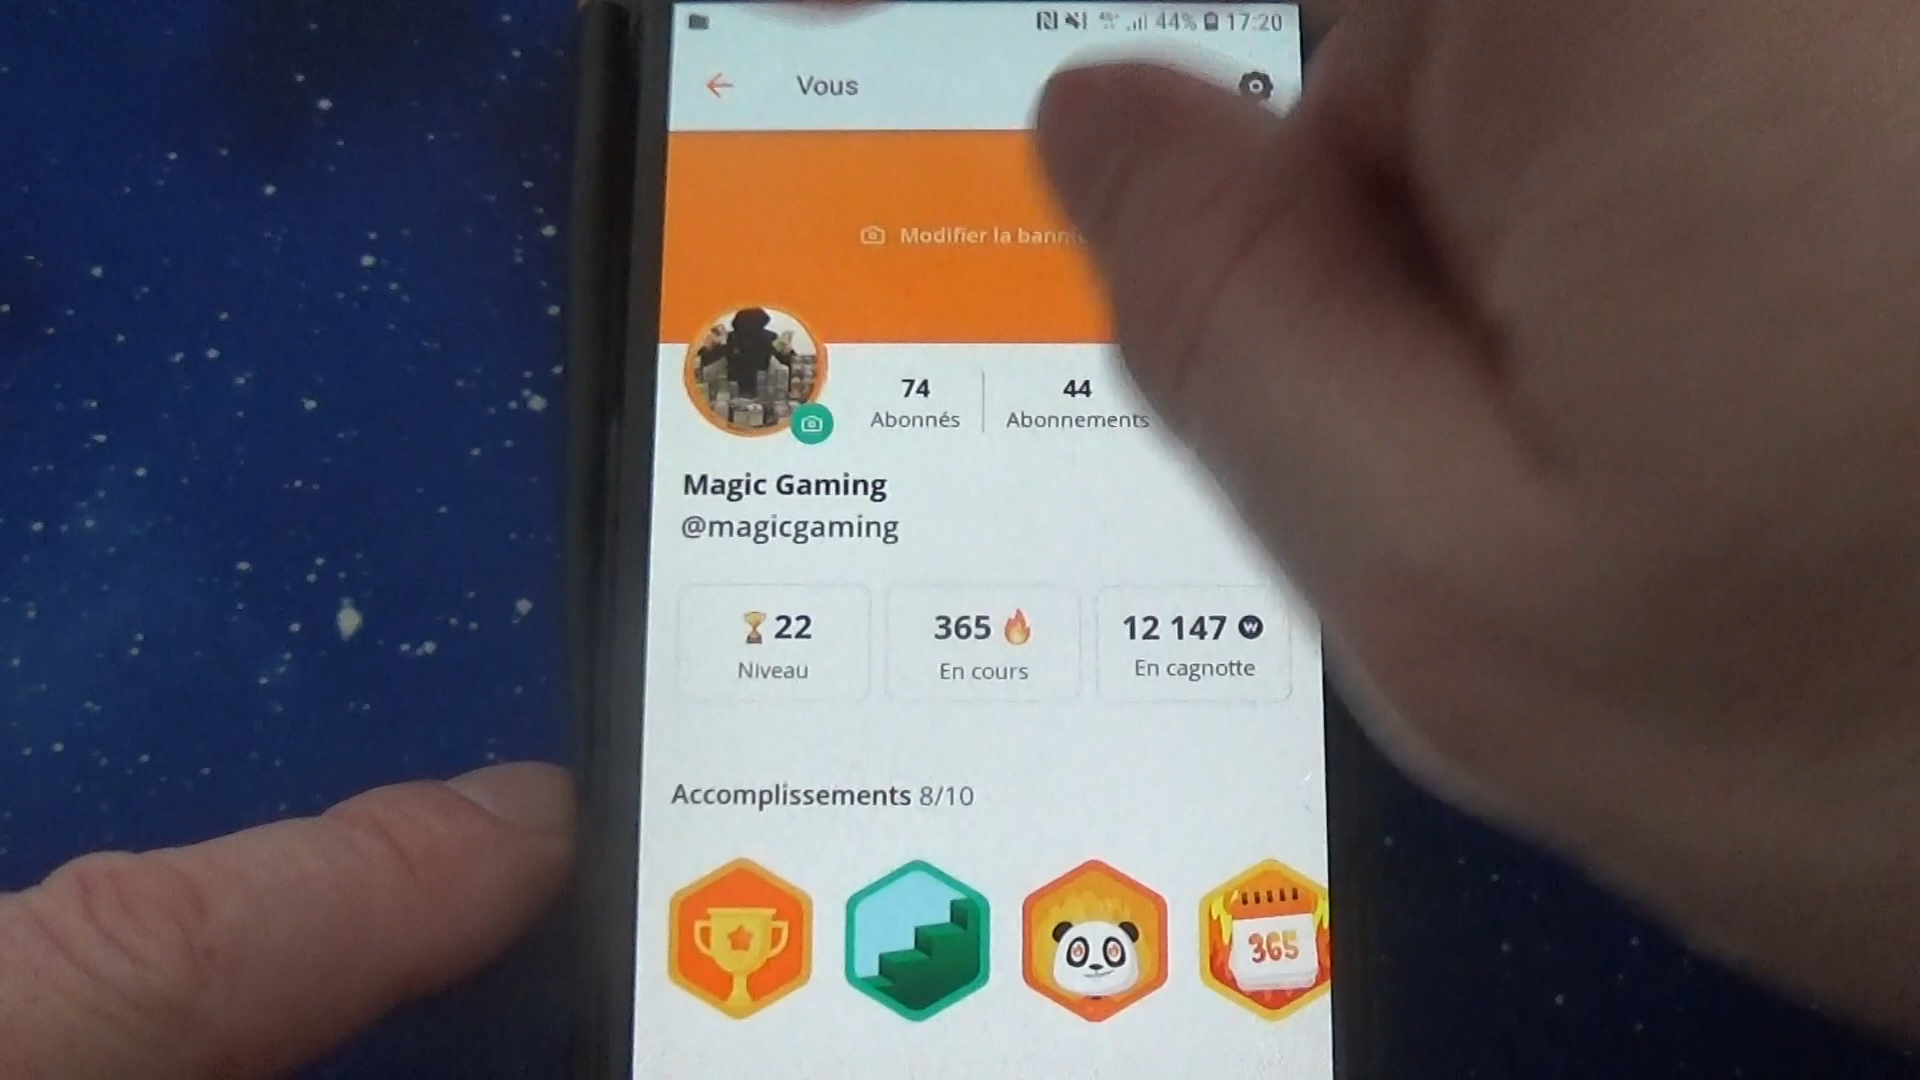 44% 17:20
Vous
Modifier la
74
Abonnés
44
Abonnements
Magic Gaming
@magicgaming
22
Niveau
365
En cours
12 147 W
En cagnotte
Accomplissements 8/10
365